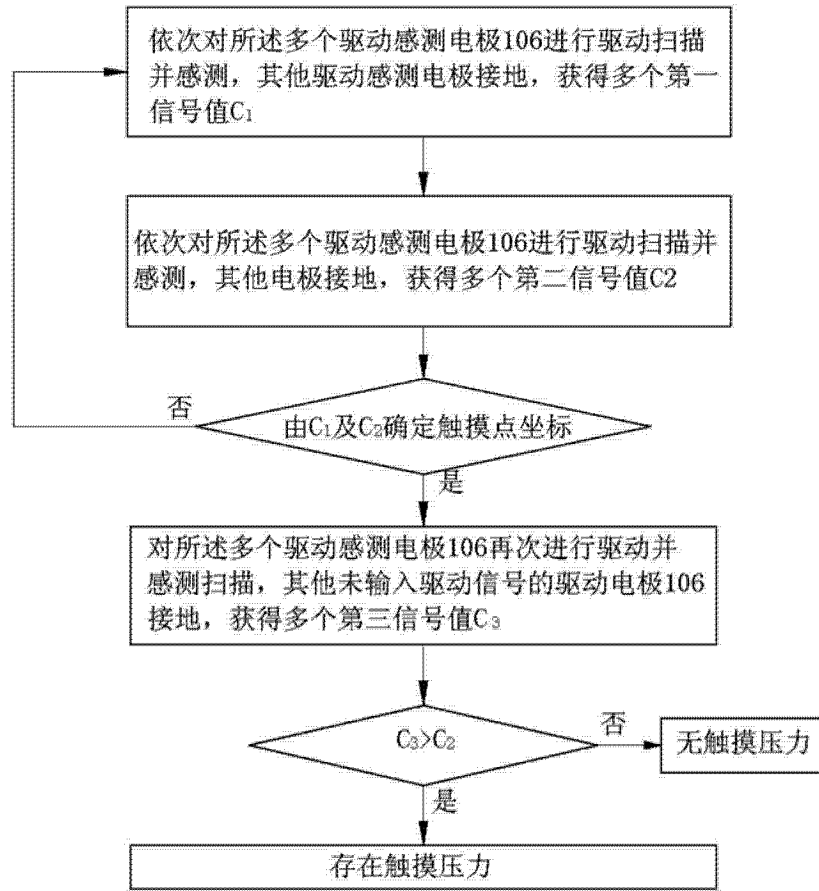 依次对所述多个驱动感测电极106进行驱动扫描
并感测，其他驱动感测电极接地，获得多个第一
信号值C₁
依次对所述多个驱动感测电极106进行驱动扫描并
感测，其他电极接地，获得多个第二信号值C2
否
由C₁及C₂确定触摸点坐标
是
对所述多个驱动感测电极106再次进行驱动并
感测扫描，其他未输入驱动信号的驱动电极106
接地，获得多个第三信号值C₃
C₃>C₂
否
无触摸压力
是
存在触摸压力